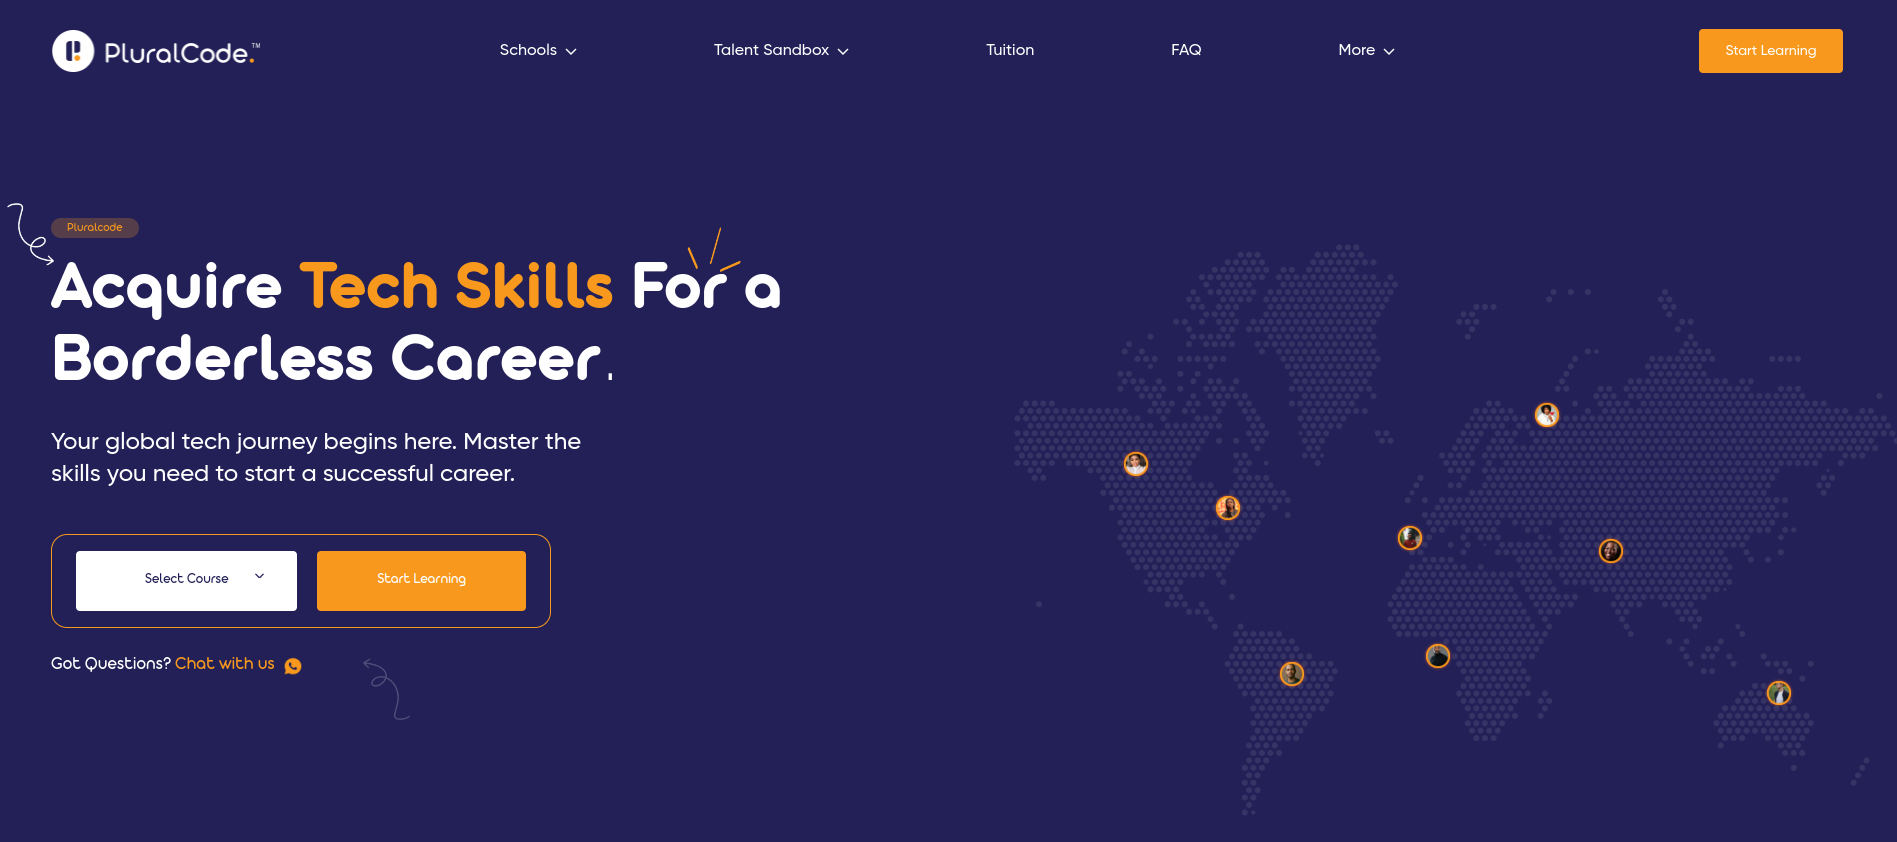 PluralCode.™
Schools
Talent Sandbox
Tuition
FAQ
More
Start Learning
Pluralcode
Acquire Tech Skills For a
Borderless Career.
Your global tech journey begins here. Master the
skills you need to start a successful career.
Select Course
Start Learning
Got Questions? Chat with us